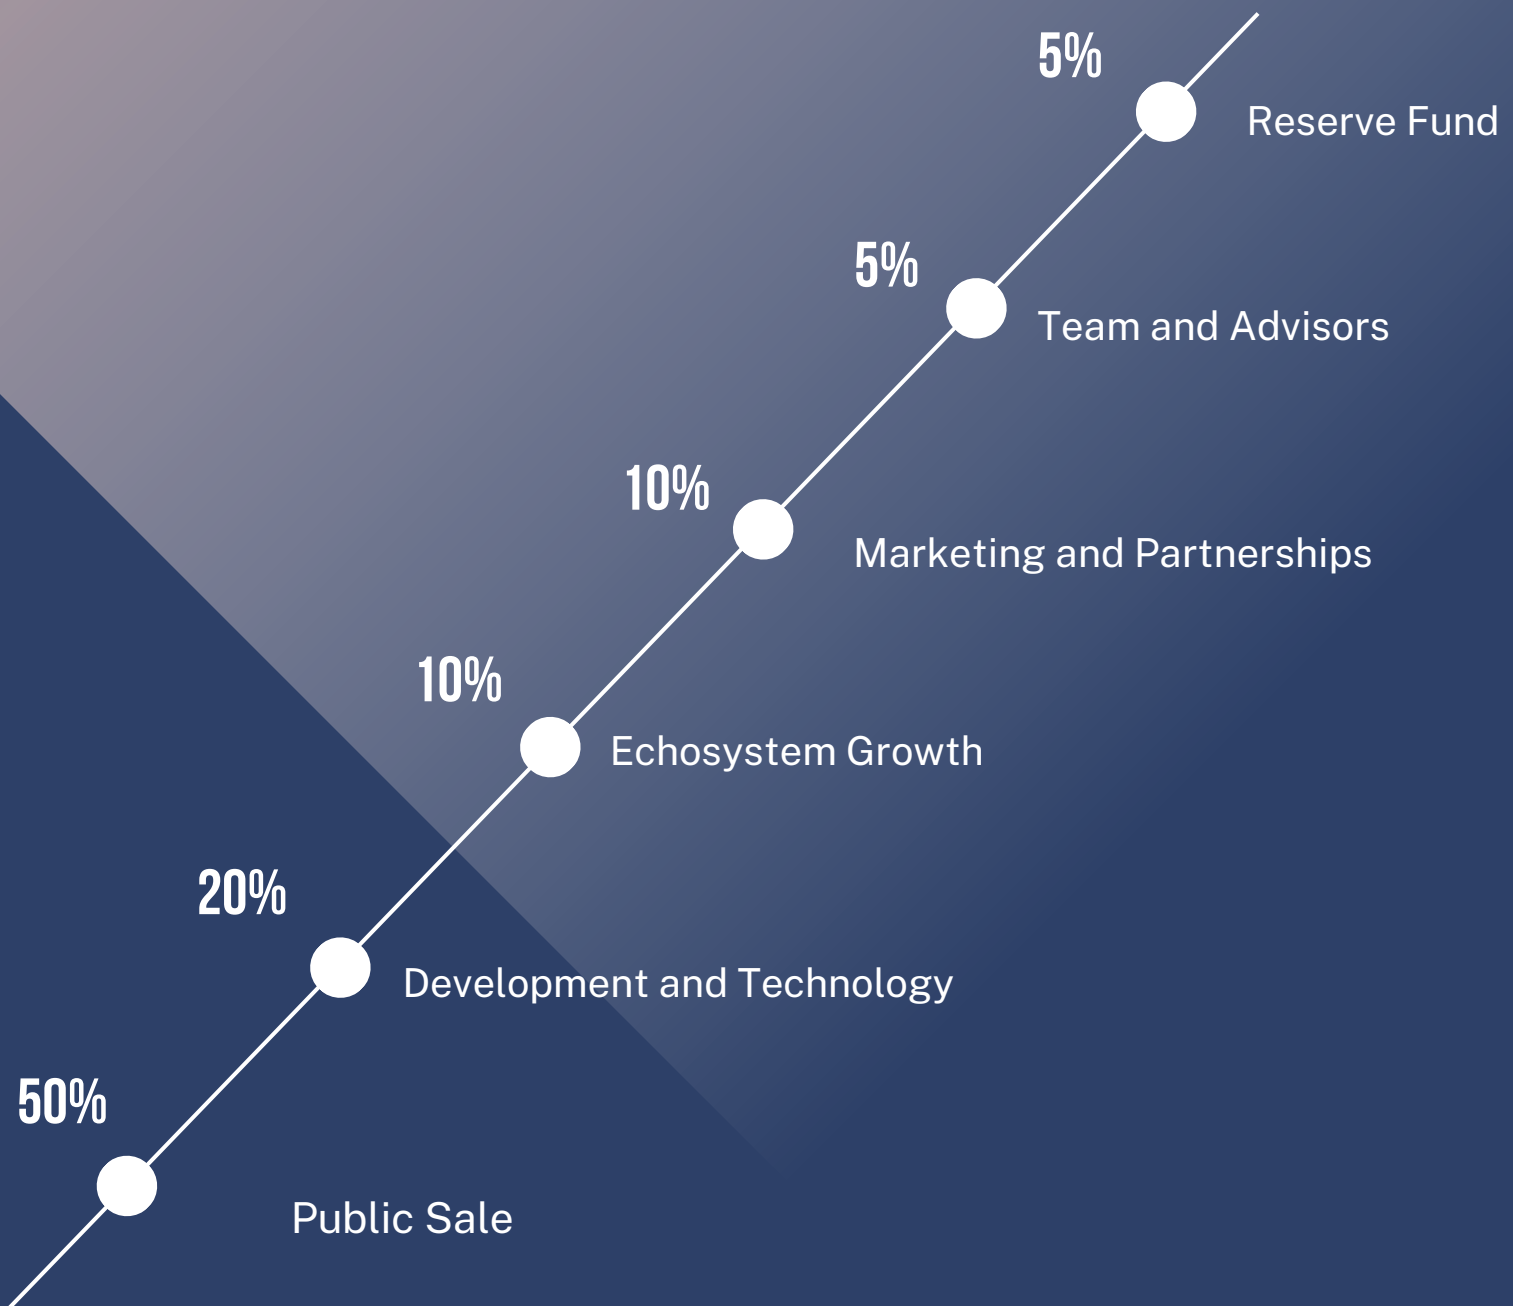 5%
Reserve Fund
5%
Team and Advisors
10%
Marketing and Partnerships
10%
Echosystem Growth
20%
Development and Technology
50%
Public Sale